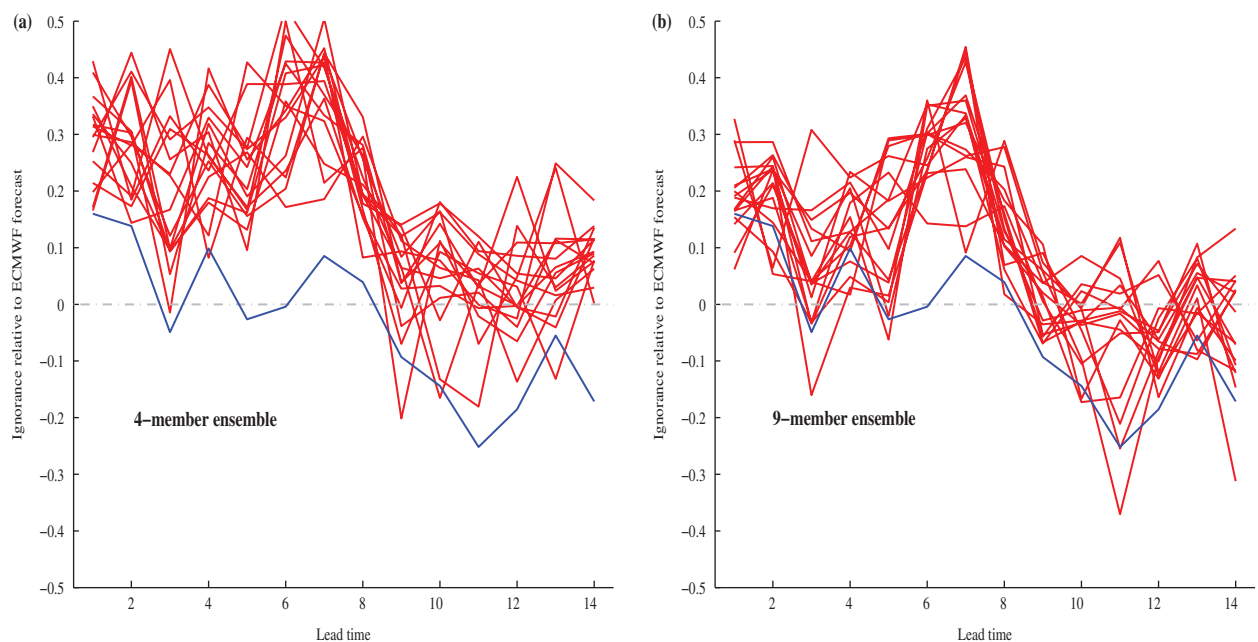 (a)
0.5
0.4
0.3
0.2
0.1
0
−0.1
−0.2
−0.3
−0.4
−0.5
Ignorance relative to ECMWF forecast
4−member ensemble
2 4 6 8 10 12 14
Lead time
(b)
0.5
0.4
0.3
0.2
0.1
0
−0.1
−0.2
−0.3
−0.4
−0.5
Ignorance relative to ECMWF forecast
9−member ensemble
2 4 6 8 10 12 14
Lead time